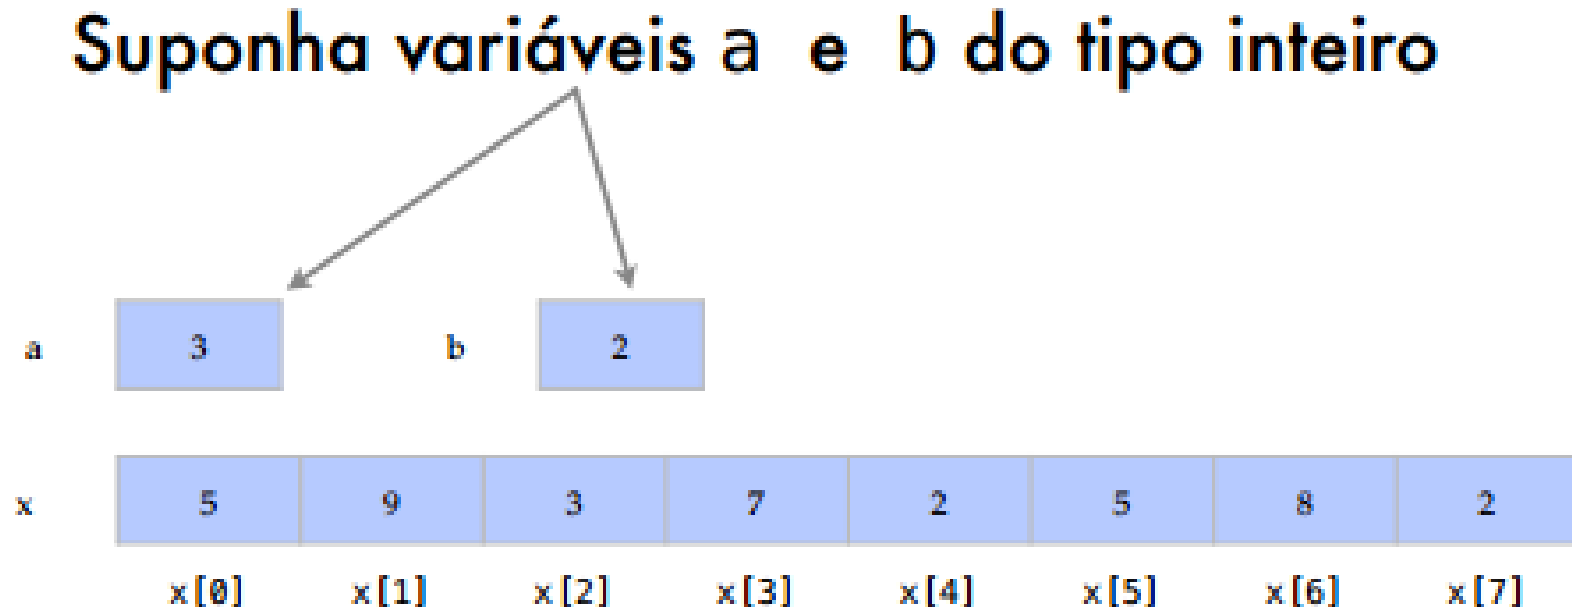 Suponha variáveis a e b do tipo inteiro
a 3 b 2
x 5 9 3 7 2 5 8 2
x[0] x[1] x[2] x[3] x[4] x[5] x[6] x[7]